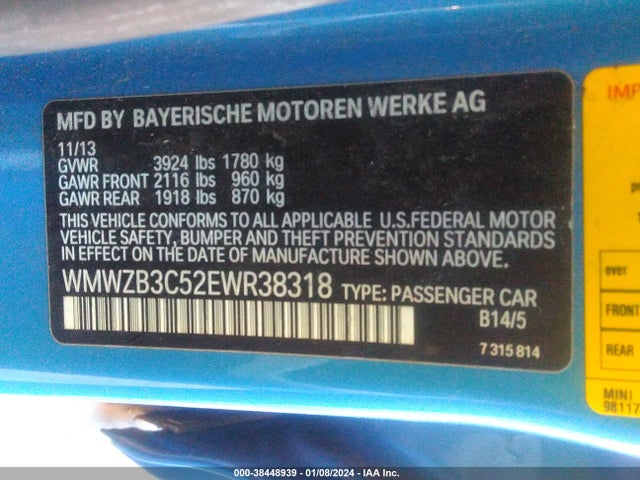 MFD BY BAYERISCHE MOTOREN WERKE AG
11/13
GVWR 3924 lbs 1780 kg
GAWR FRONT 2116 lbs 960 kg
GAWR REAR 1918 lbs 870 kg
THIS VEHICLE CONFORMS TO ALL APPLICABLE U.S.FEDERAL MOTOR
VEHICLE SAFETY, BUMPER AND THEFT PREVENTION STANDARDS
IN EFFECT ON THE DATE OF MANUFACTURE SHOWN ABOVE.
WMWZB3C52EWR38318 TYPE: PASSENGER CAR
B14/5
7 315 814
IMP
over
FRONT
REAR
MINI
98117
000-38448939 - 01/08/2024 - IAA Inc.